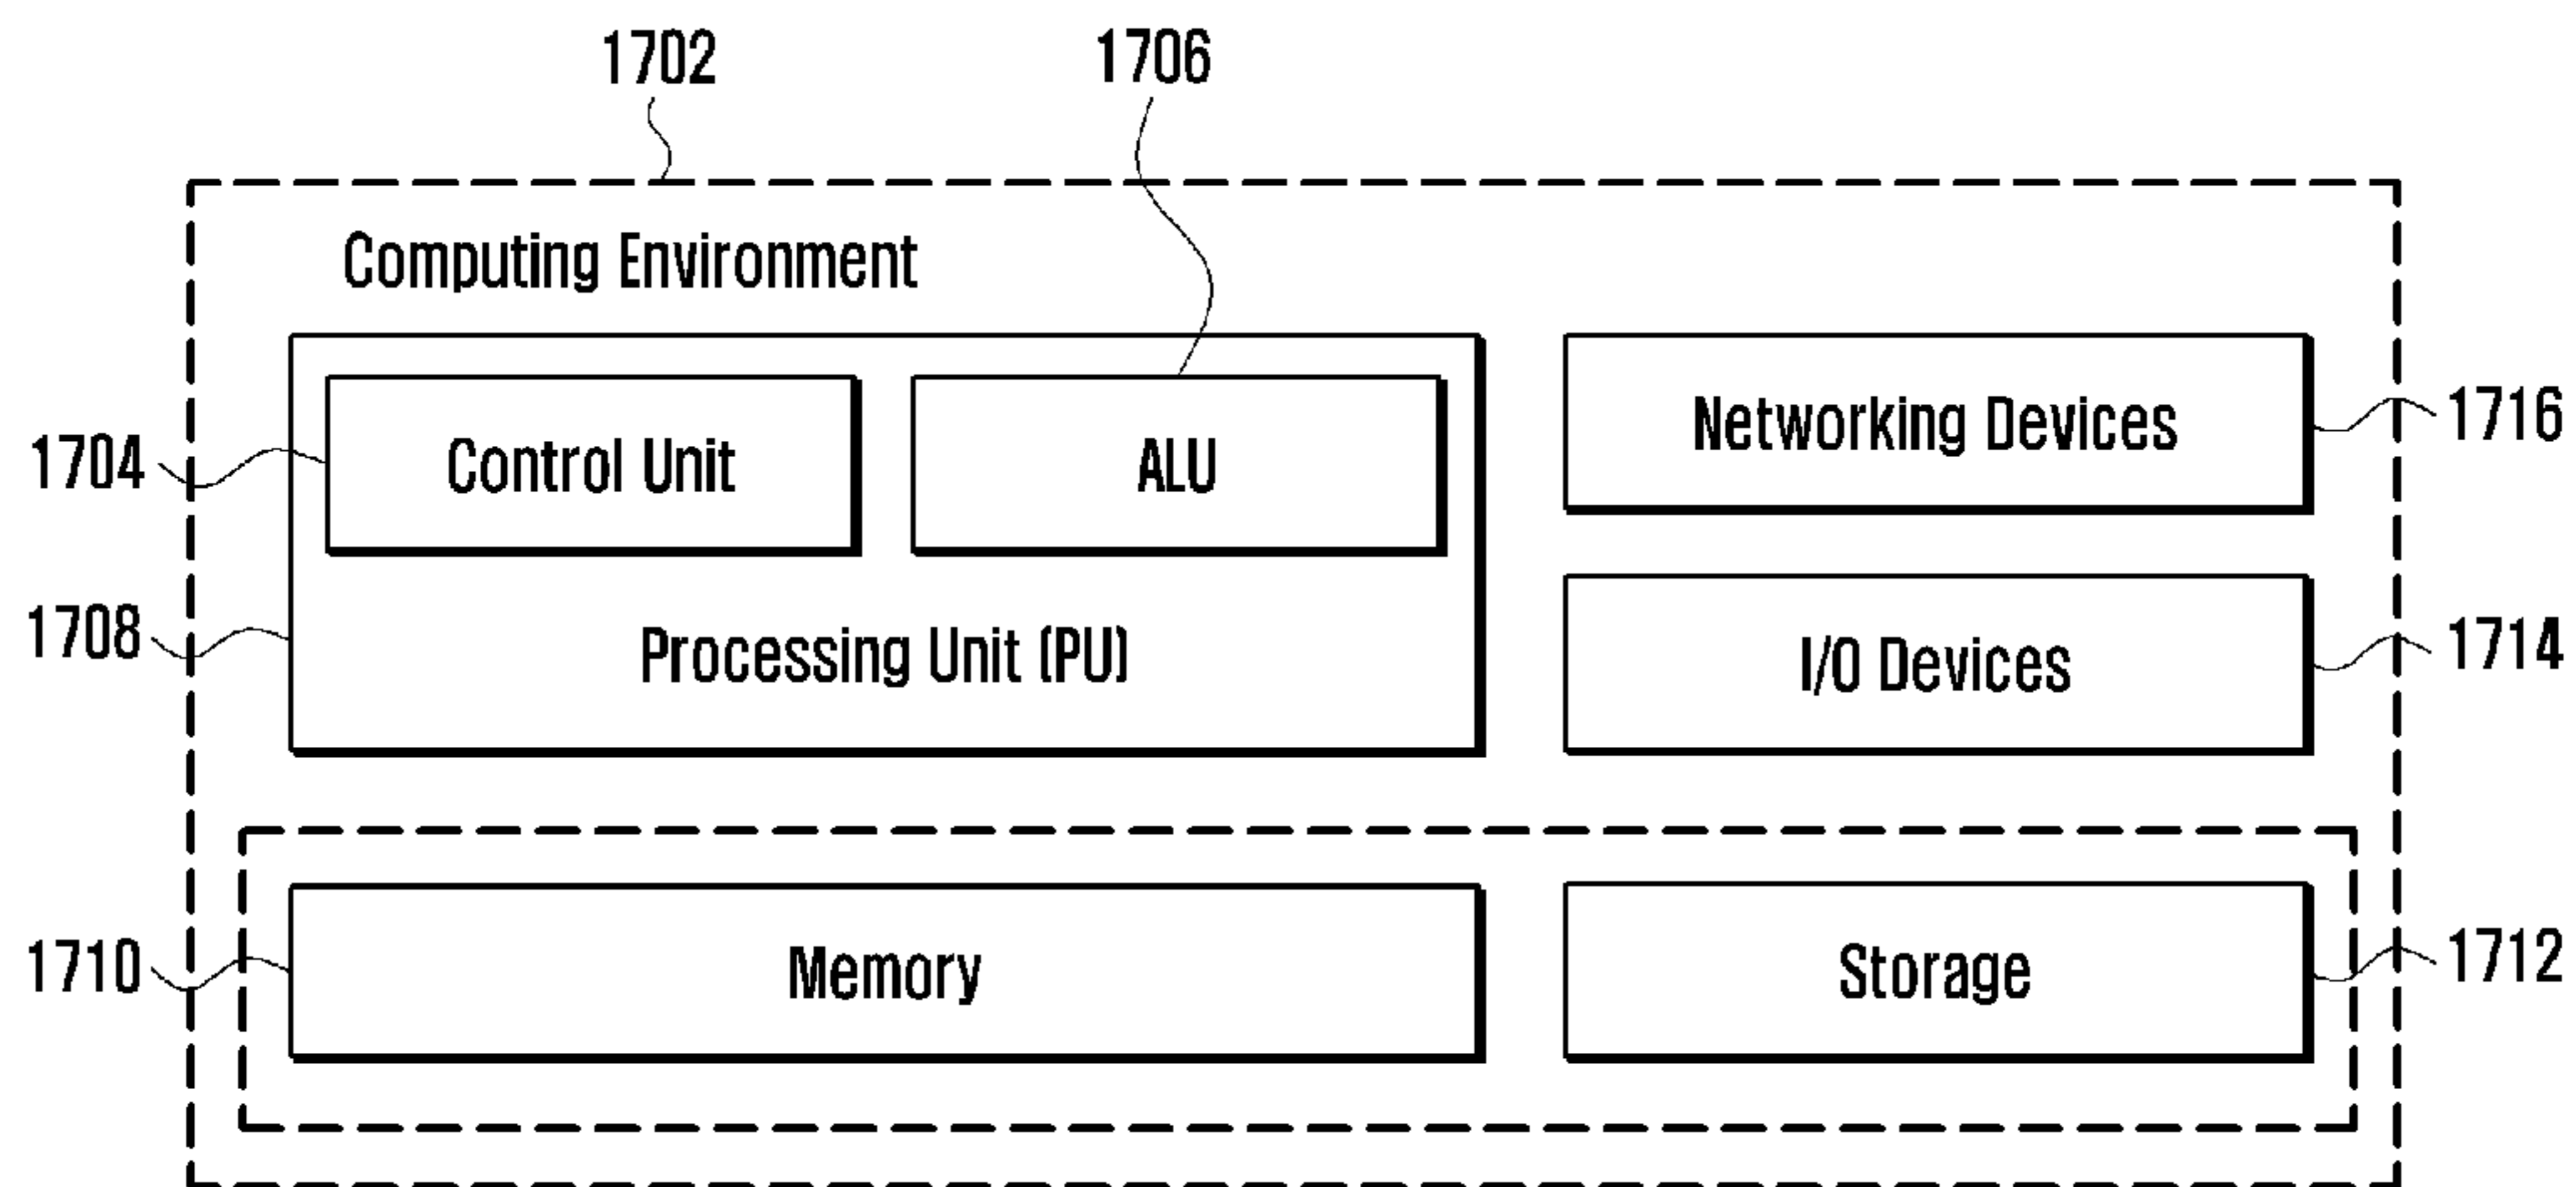 1702
1706
Computing Environment
1704
Control Unit
ALU
Networking Devices
1716
1708
Processing Unit (PU)
I/O Devices
1714
1710
Memory
Storage
1712